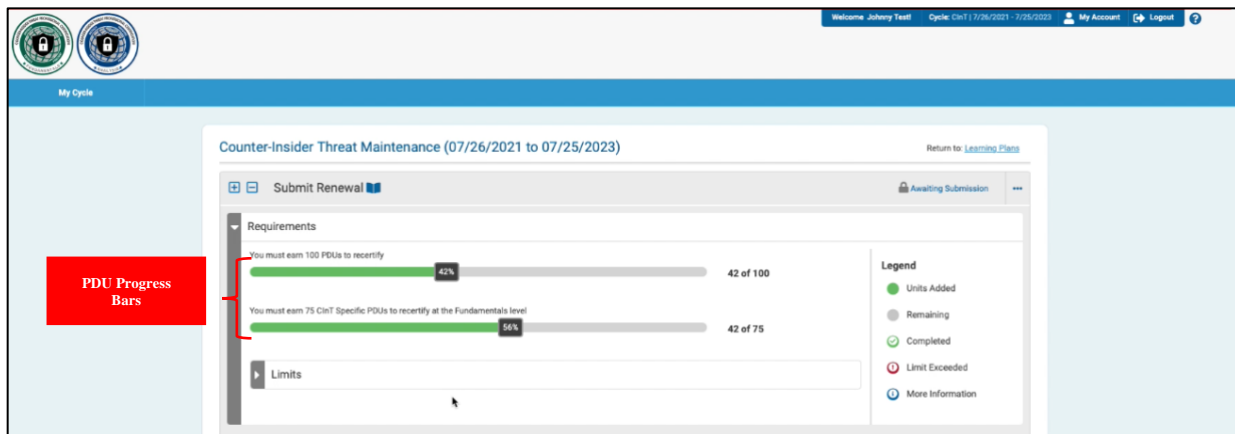 Welcome Johnny Test! Cycle: CInT | 7/26/2021 - 7/25/2023 My Account Logout ?
My Cycle
Counter-Insider Threat Maintenance (07/26/2021 to 07/25/2023)
Return to: Learning Plans
Submit Renewal
Awaiting Submission
Requirements
You must earn 100 PDUs to recertify
42%
42 of 100
You must earn 75 CInT Specific PDUs to recertify at the Fundamentals level
56%
42 of 75
Limits
Legend
Units Added
Remaining
Completed
Limit Exceeded
More Information
PDU Progress
Bars